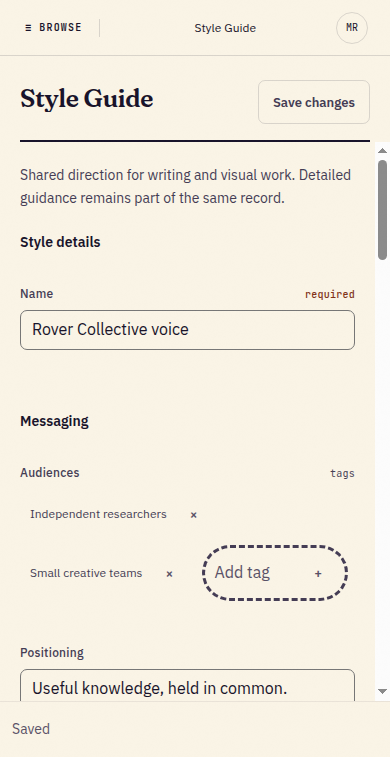 ≡ BROWSE
Style Guide
MR
Style Guide
Save changes
Shared direction for writing and visual work. Detailed
guidance remains part of the same record.
Style details
Name required
Rover Collective voice
Messaging
Audiences tags
Independent researchers ×
Small creative teams × Add tag +
Positioning
Useful knowledge, held in common.
Saved